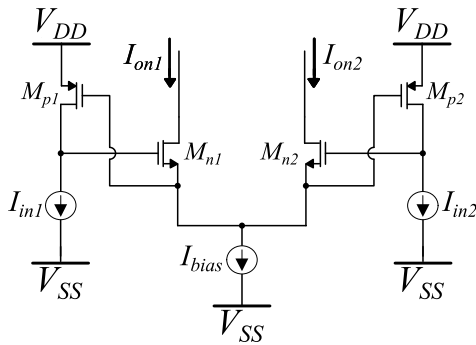 V_DD
V_DD
I_on1
I_on2
M_p1
M_p2
M_n1
M_n2
I_in1
I_in2
I_bias
V_SS
V_SS
V_SS